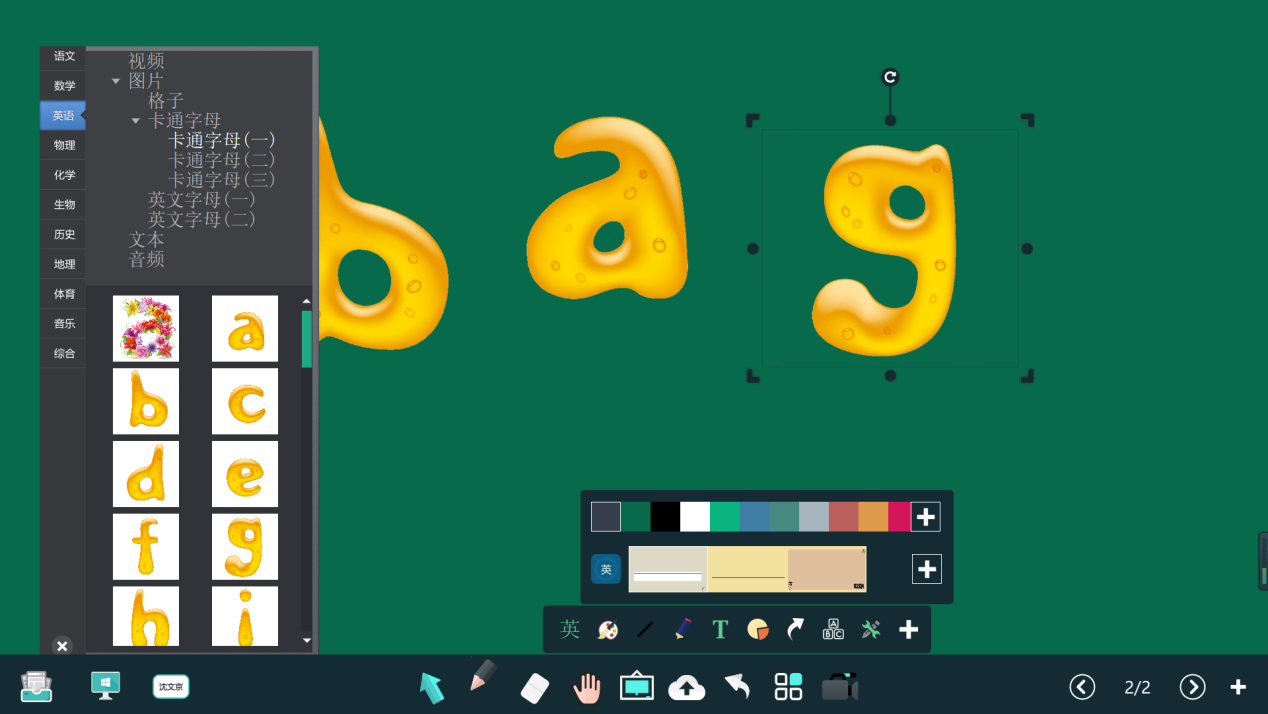 语文
数学
英语
物理
化学
生物
历史
地理
体育
音乐
综合
视频
图片
格子
卡通字母
卡通字母(一)
卡通字母(二)
卡通字母(三)
英文字母(一)
英文字母(二)
文本
音频
b a g
a a
b c
d e
f g
h i
英
英 T A B C
沈文京
2/2